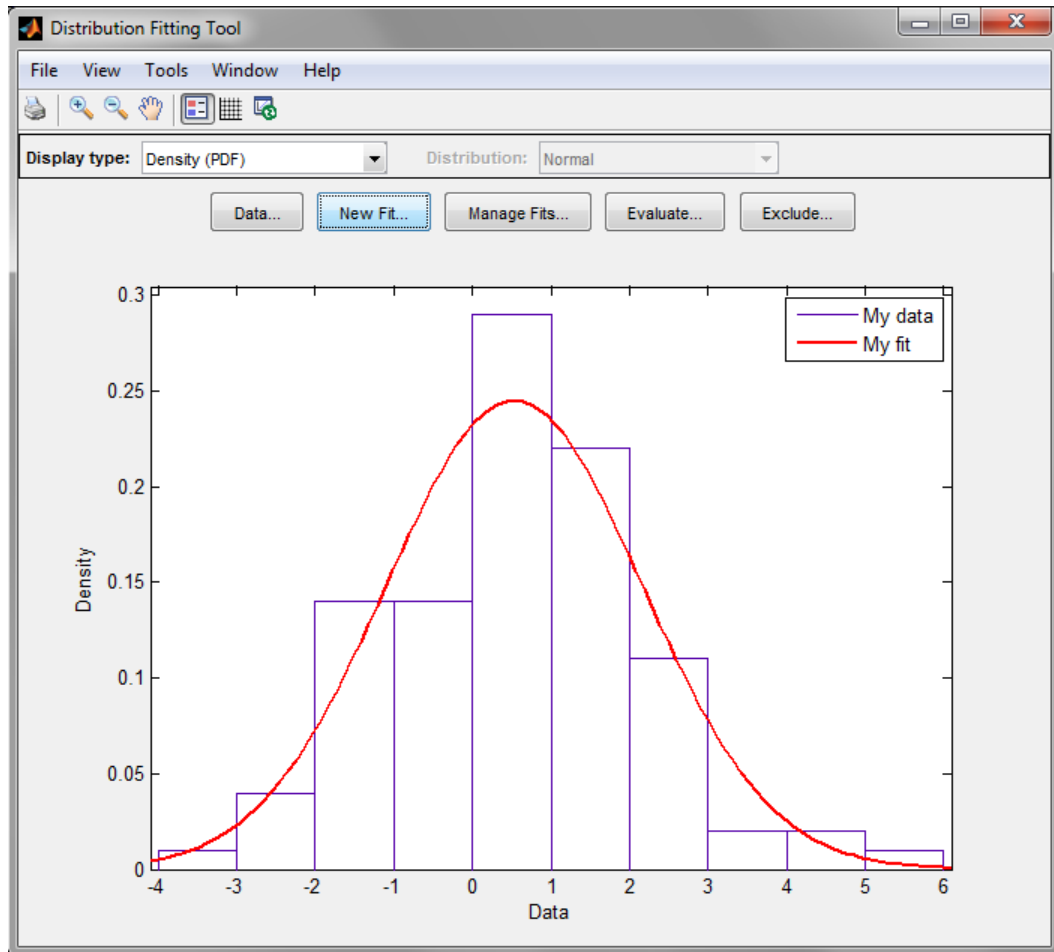 Distribution Fitting Tool
File View Tools Window Help
Display type: Density (PDF) Distribution: Normal
Data... New Fit... Manage Fits... Evaluate... Exclude...
My data
My fit
0.3
0.25
0.2
0.15
0.1
0.05
0
Density
-4 -3 -2 -1 0 1 2 3 4 5 6
Data